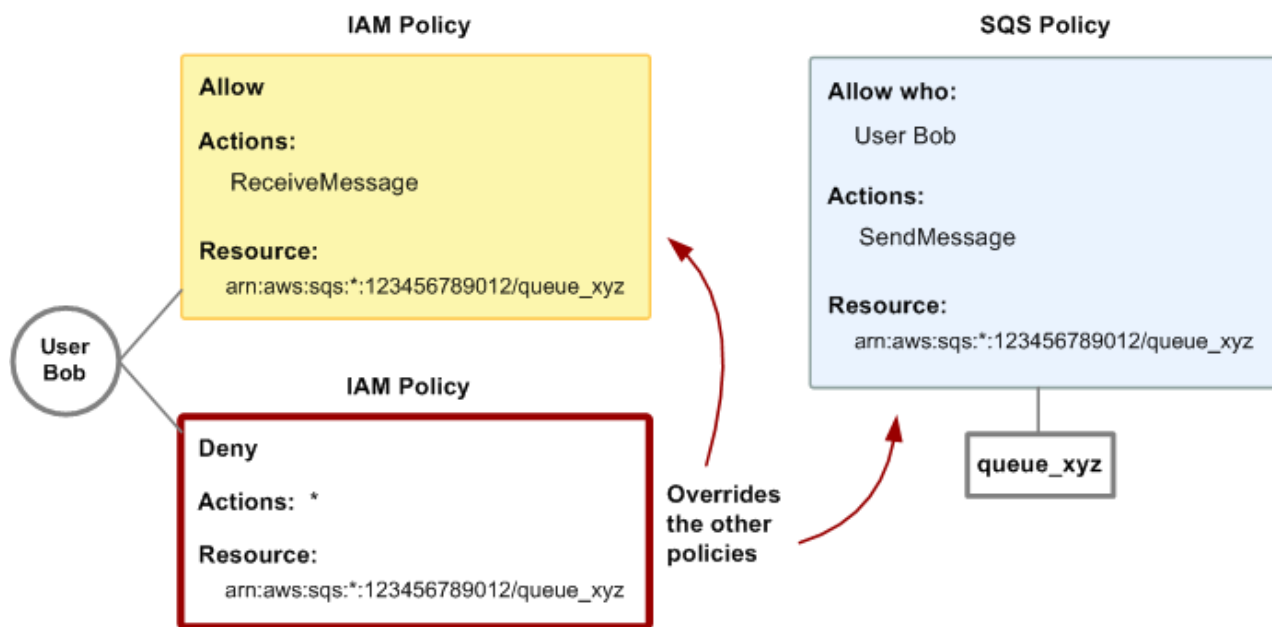 IAM Policy
Allow
Actions:
ReceiveMessage
Resource:
arn:aws:sqs:*:123456789012/queue_xyz
User
Bob
IAM Policy
Deny
Actions: *
Resource:
arn:aws:sqs:*:123456789012/queue_xyz
Overrides
the other
policies
SQS Policy
Allow who:
User Bob
Actions:
SendMessage
Resource:
arn:aws:sqs:*:123456789012/queue_xyz
queue_xyz